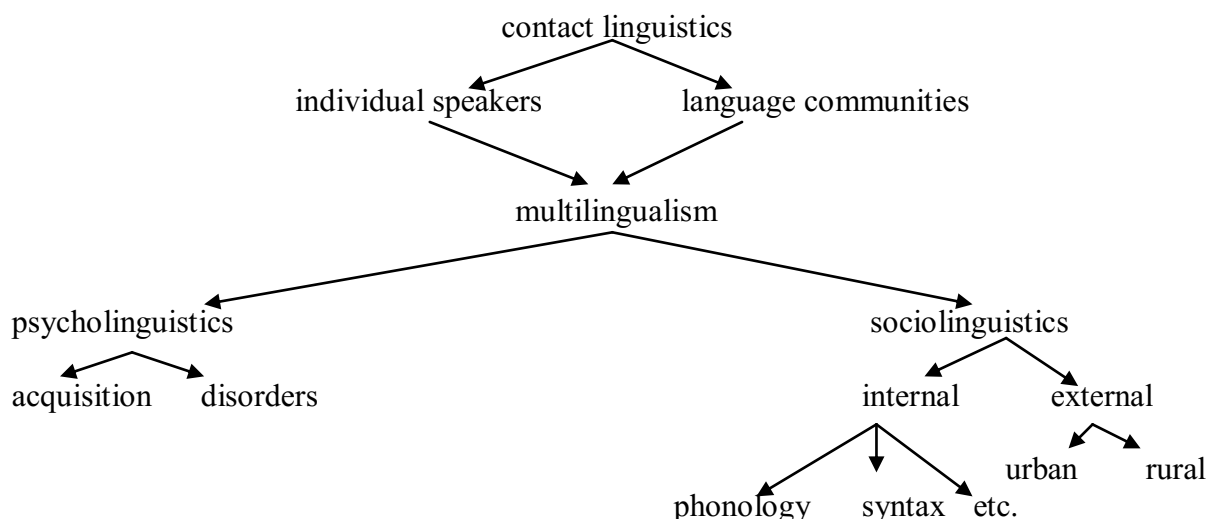 contact linguistics
individual speakers language communities
multilingualism
psycholinguistics sociolinguistics
acquisition disorders internal external
urban rural
phonology syntax etc.